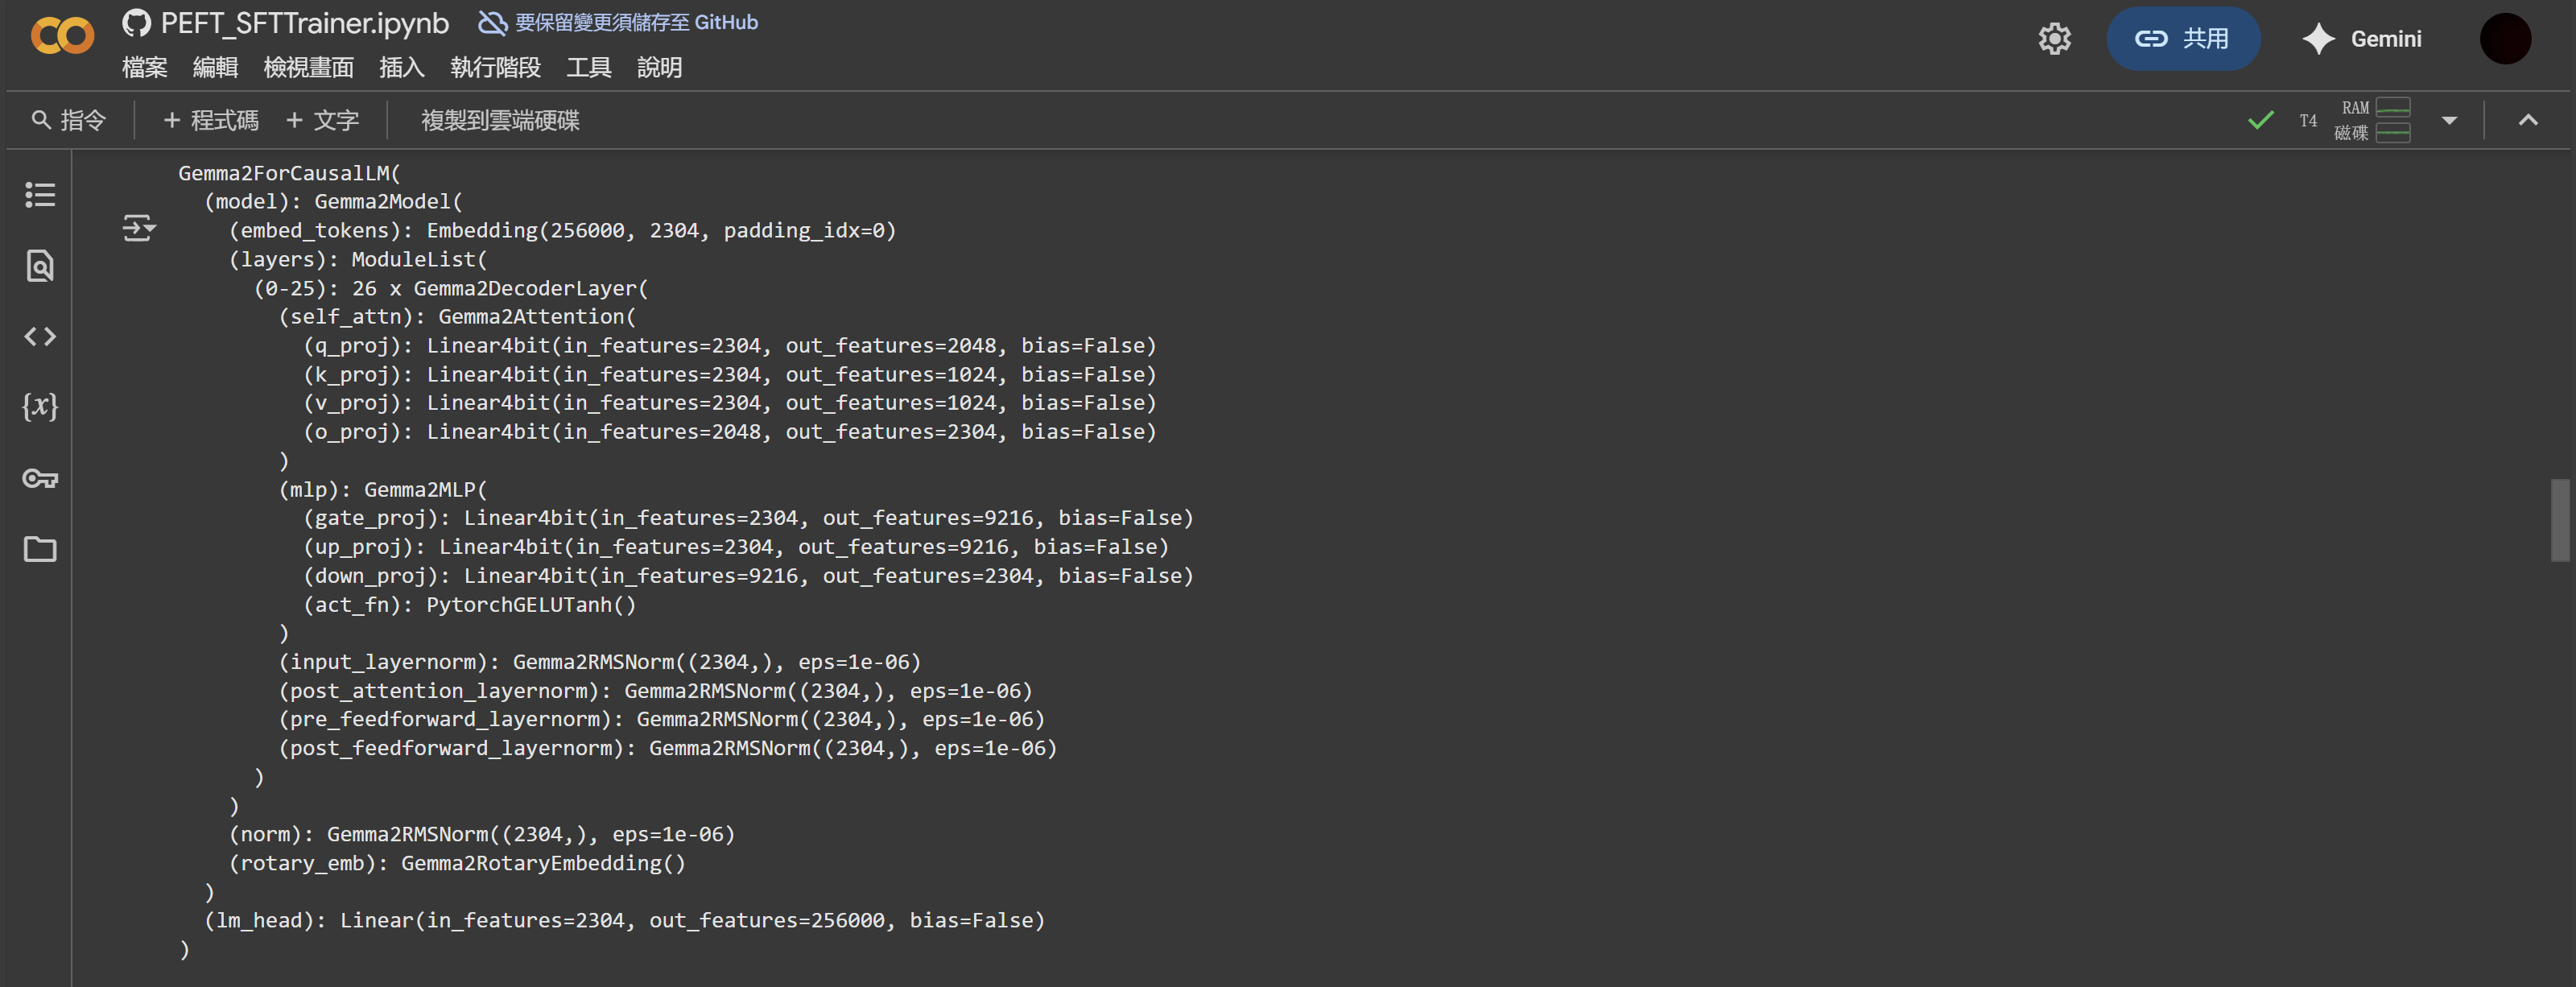 PEFT_SFTTrainer.ipynb 要保留變更須儲存至 GitHub
檔案 編輯 檢視畫面 插入 執行階段 工具 說明
共用 Gemini
指令 + 程式碼 + 文字 複製到雲端硬碟
T4 RAM
磁碟
Gemma2ForCausalLM(
  (model): Gemma2Model(
    (embed_tokens): Embedding(256000, 2304, padding_idx=0)
    (layers): ModuleList(
      (0-25): 26 x Gemma2DecoderLayer(
        (self_attn): Gemma2Attention(
          (q_proj): Linear4bit(in_features=2304, out_features=2048, bias=False)
          (k_proj): Linear4bit(in_features=2304, out_features=1024, bias=False)
          (v_proj): Linear4bit(in_features=2304, out_features=1024, bias=False)
          (o_proj): Linear4bit(in_features=2048, out_features=2304, bias=False)
        )
        (mlp): Gemma2MLP(
          (gate_proj): Linear4bit(in_features=2304, out_features=9216, bias=False)
          (up_proj): Linear4bit(in_features=2304, out_features=9216, bias=False)
          (down_proj): Linear4bit(in_features=9216, out_features=2304, bias=False)
          (act_fn): PytorchGELUTanh()
        )
        (input_layernorm): Gemma2RMSNorm((2304,), eps=1e-06)
        (post_attention_layernorm): Gemma2RMSNorm((2304,), eps=1e-06)
        (pre_feedforward_layernorm): Gemma2RMSNorm((2304,), eps=1e-06)
        (post_feedforward_layernorm): Gemma2RMSNorm((2304,), eps=1e-06)
      )
    )
    (norm): Gemma2RMSNorm((2304,), eps=1e-06)
    (rotary_emb): Gemma2RotaryEmbedding()
  )
  (lm_head): Linear(in_features=2304, out_features=256000, bias=False)
)